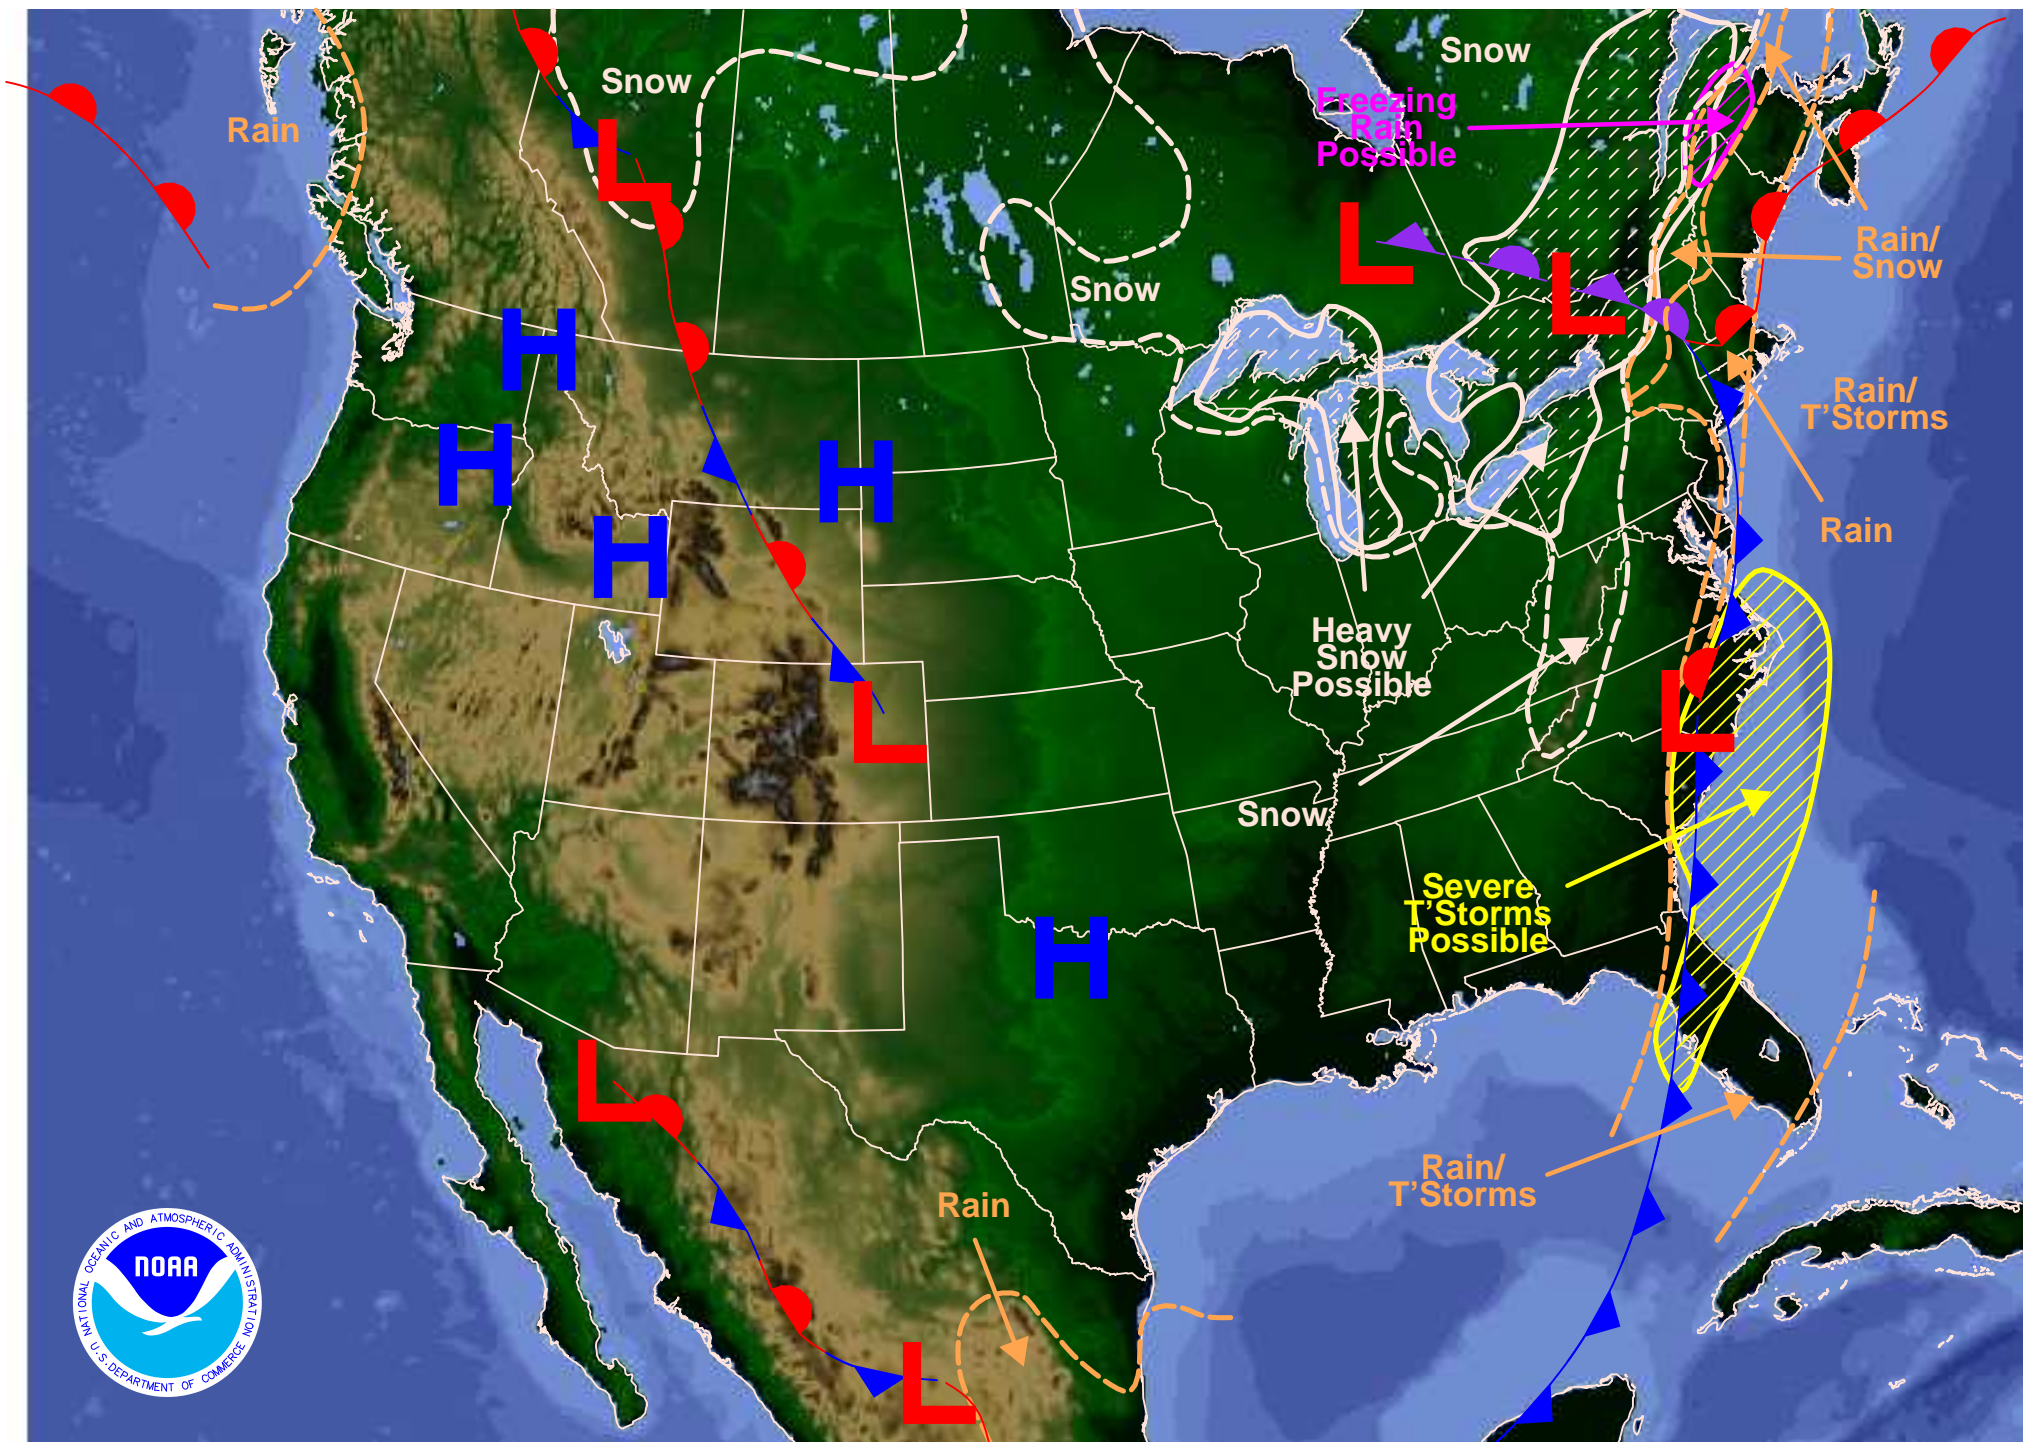 Snow
Snow
Rain
Freezing
Rain
Possible
H
L
L
L
Rain/
Snow
Snow
H
H
H
H
Rain/
T'Storms
Rain
Heavy
Snow
Possible
L
L
Snow
Severe
T'Storms
Possible
H
L
Rain/
T'Storms
Rain
L
NOAA
NATIONAL OCEANIC AND ATMOSPHERIC ADMINISTRATION
U.S. DEPARTMENT OF COMMERCE